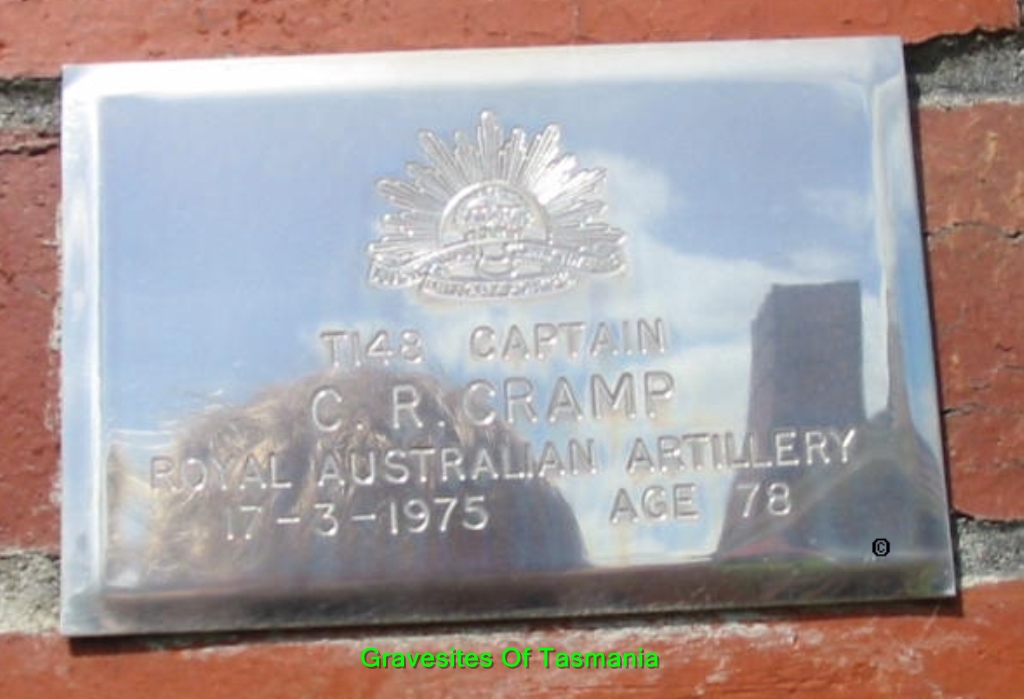 T148 CAPTAIN
C. R. CRAMP
ROYAL AUSTRALIAN ARTILLERY
17-3-1975 AGE 78
©
Gravesites Of Tasmania